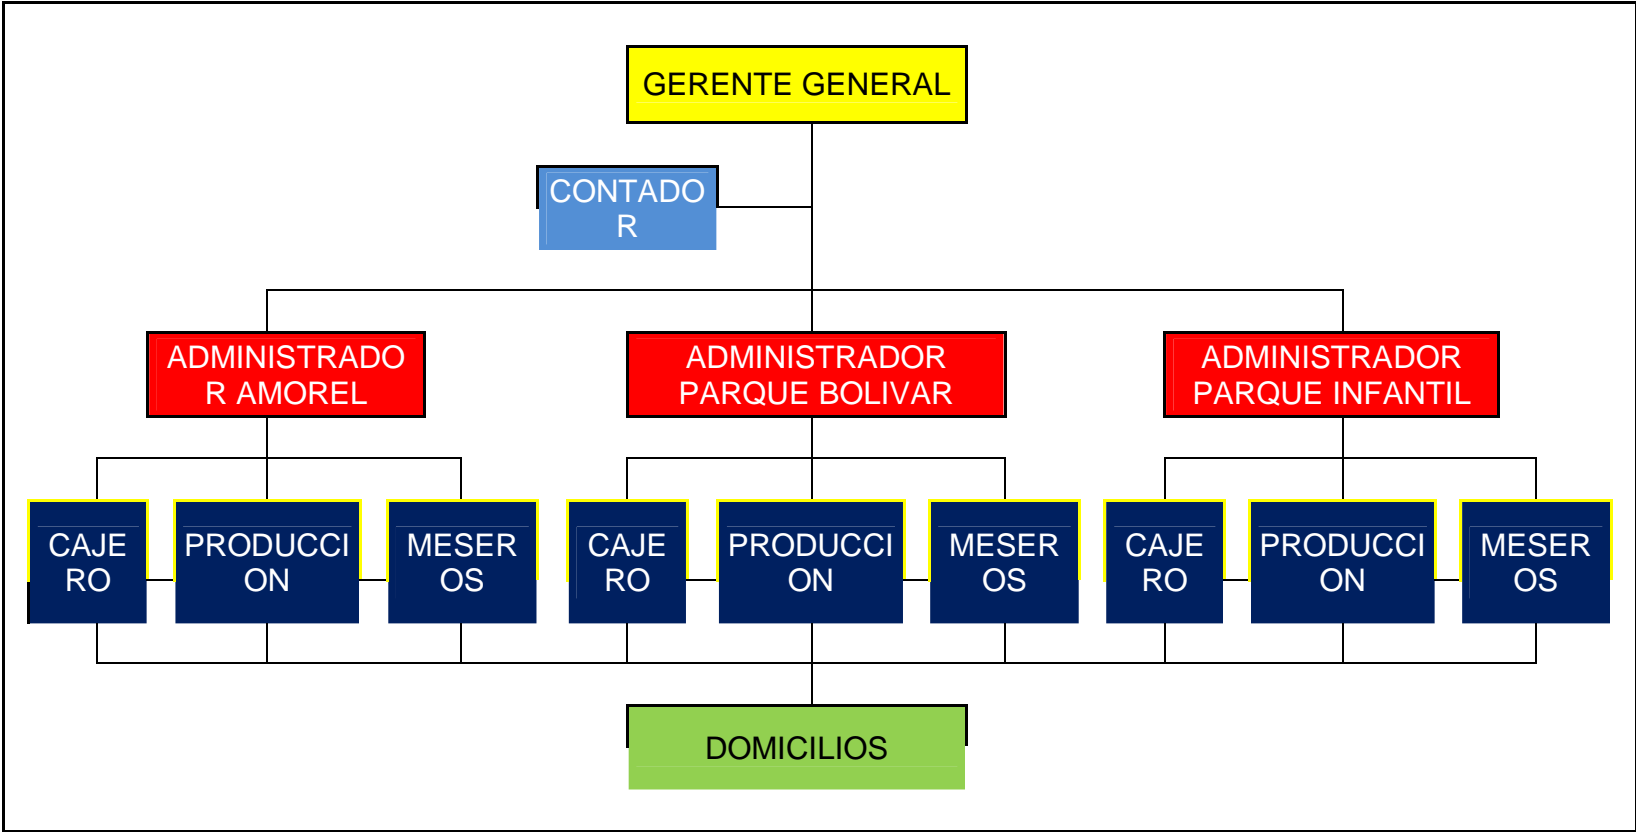 GERENTE GENERAL
CONTADO
R
ADMINISTRADO
R AMOREL
ADMINISTRADOR
PARQUE BOLIVAR
ADMINISTRADOR
PARQUE INFANTIL
CAJE
RO
PRODUCCI
ON
MESER
OS
CAJE
RO
PRODUCCI
ON
MESER
OS
CAJE
RO
PRODUCCI
ON
MESER
OS
DOMICILIOS